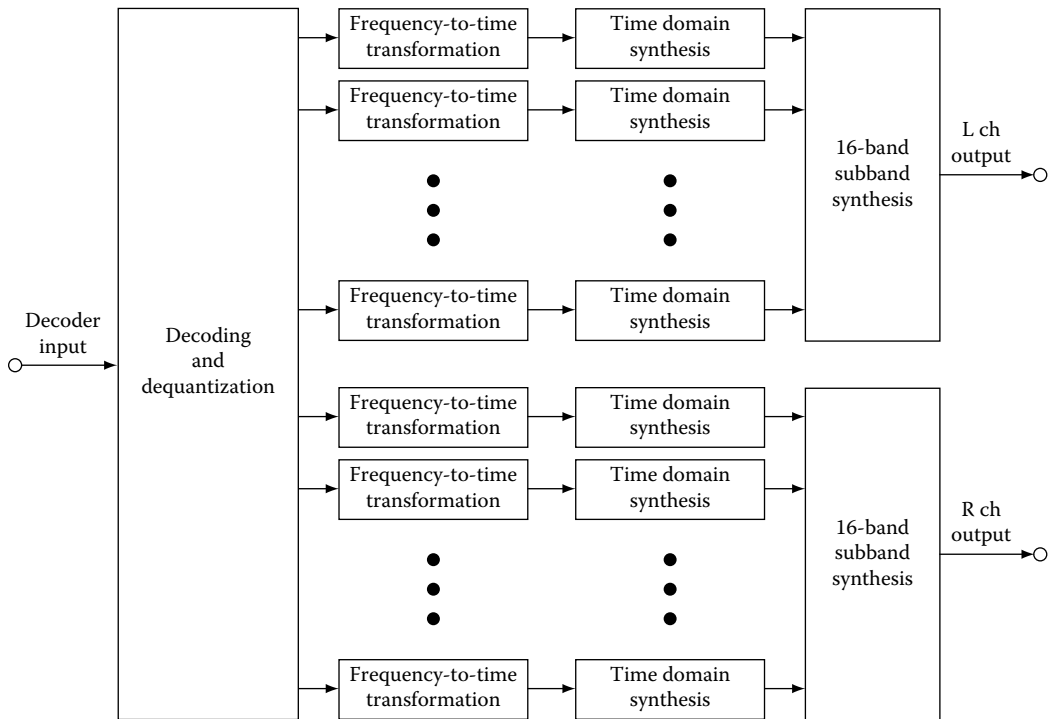 Frequency-to-time
transformation
Time domain
synthesis
Frequency-to-time
transformation
Time domain
synthesis
16-band
subband
synthesis
L ch
output
Frequency-to-time
transformation
Time domain
synthesis
Decoder
input
Decoding
and
dequantization
Frequency-to-time
transformation
Time domain
synthesis
Frequency-to-time
transformation
Time domain
synthesis
16-band
subband
synthesis
R ch
output
Frequency-to-time
transformation
Time domain
synthesis